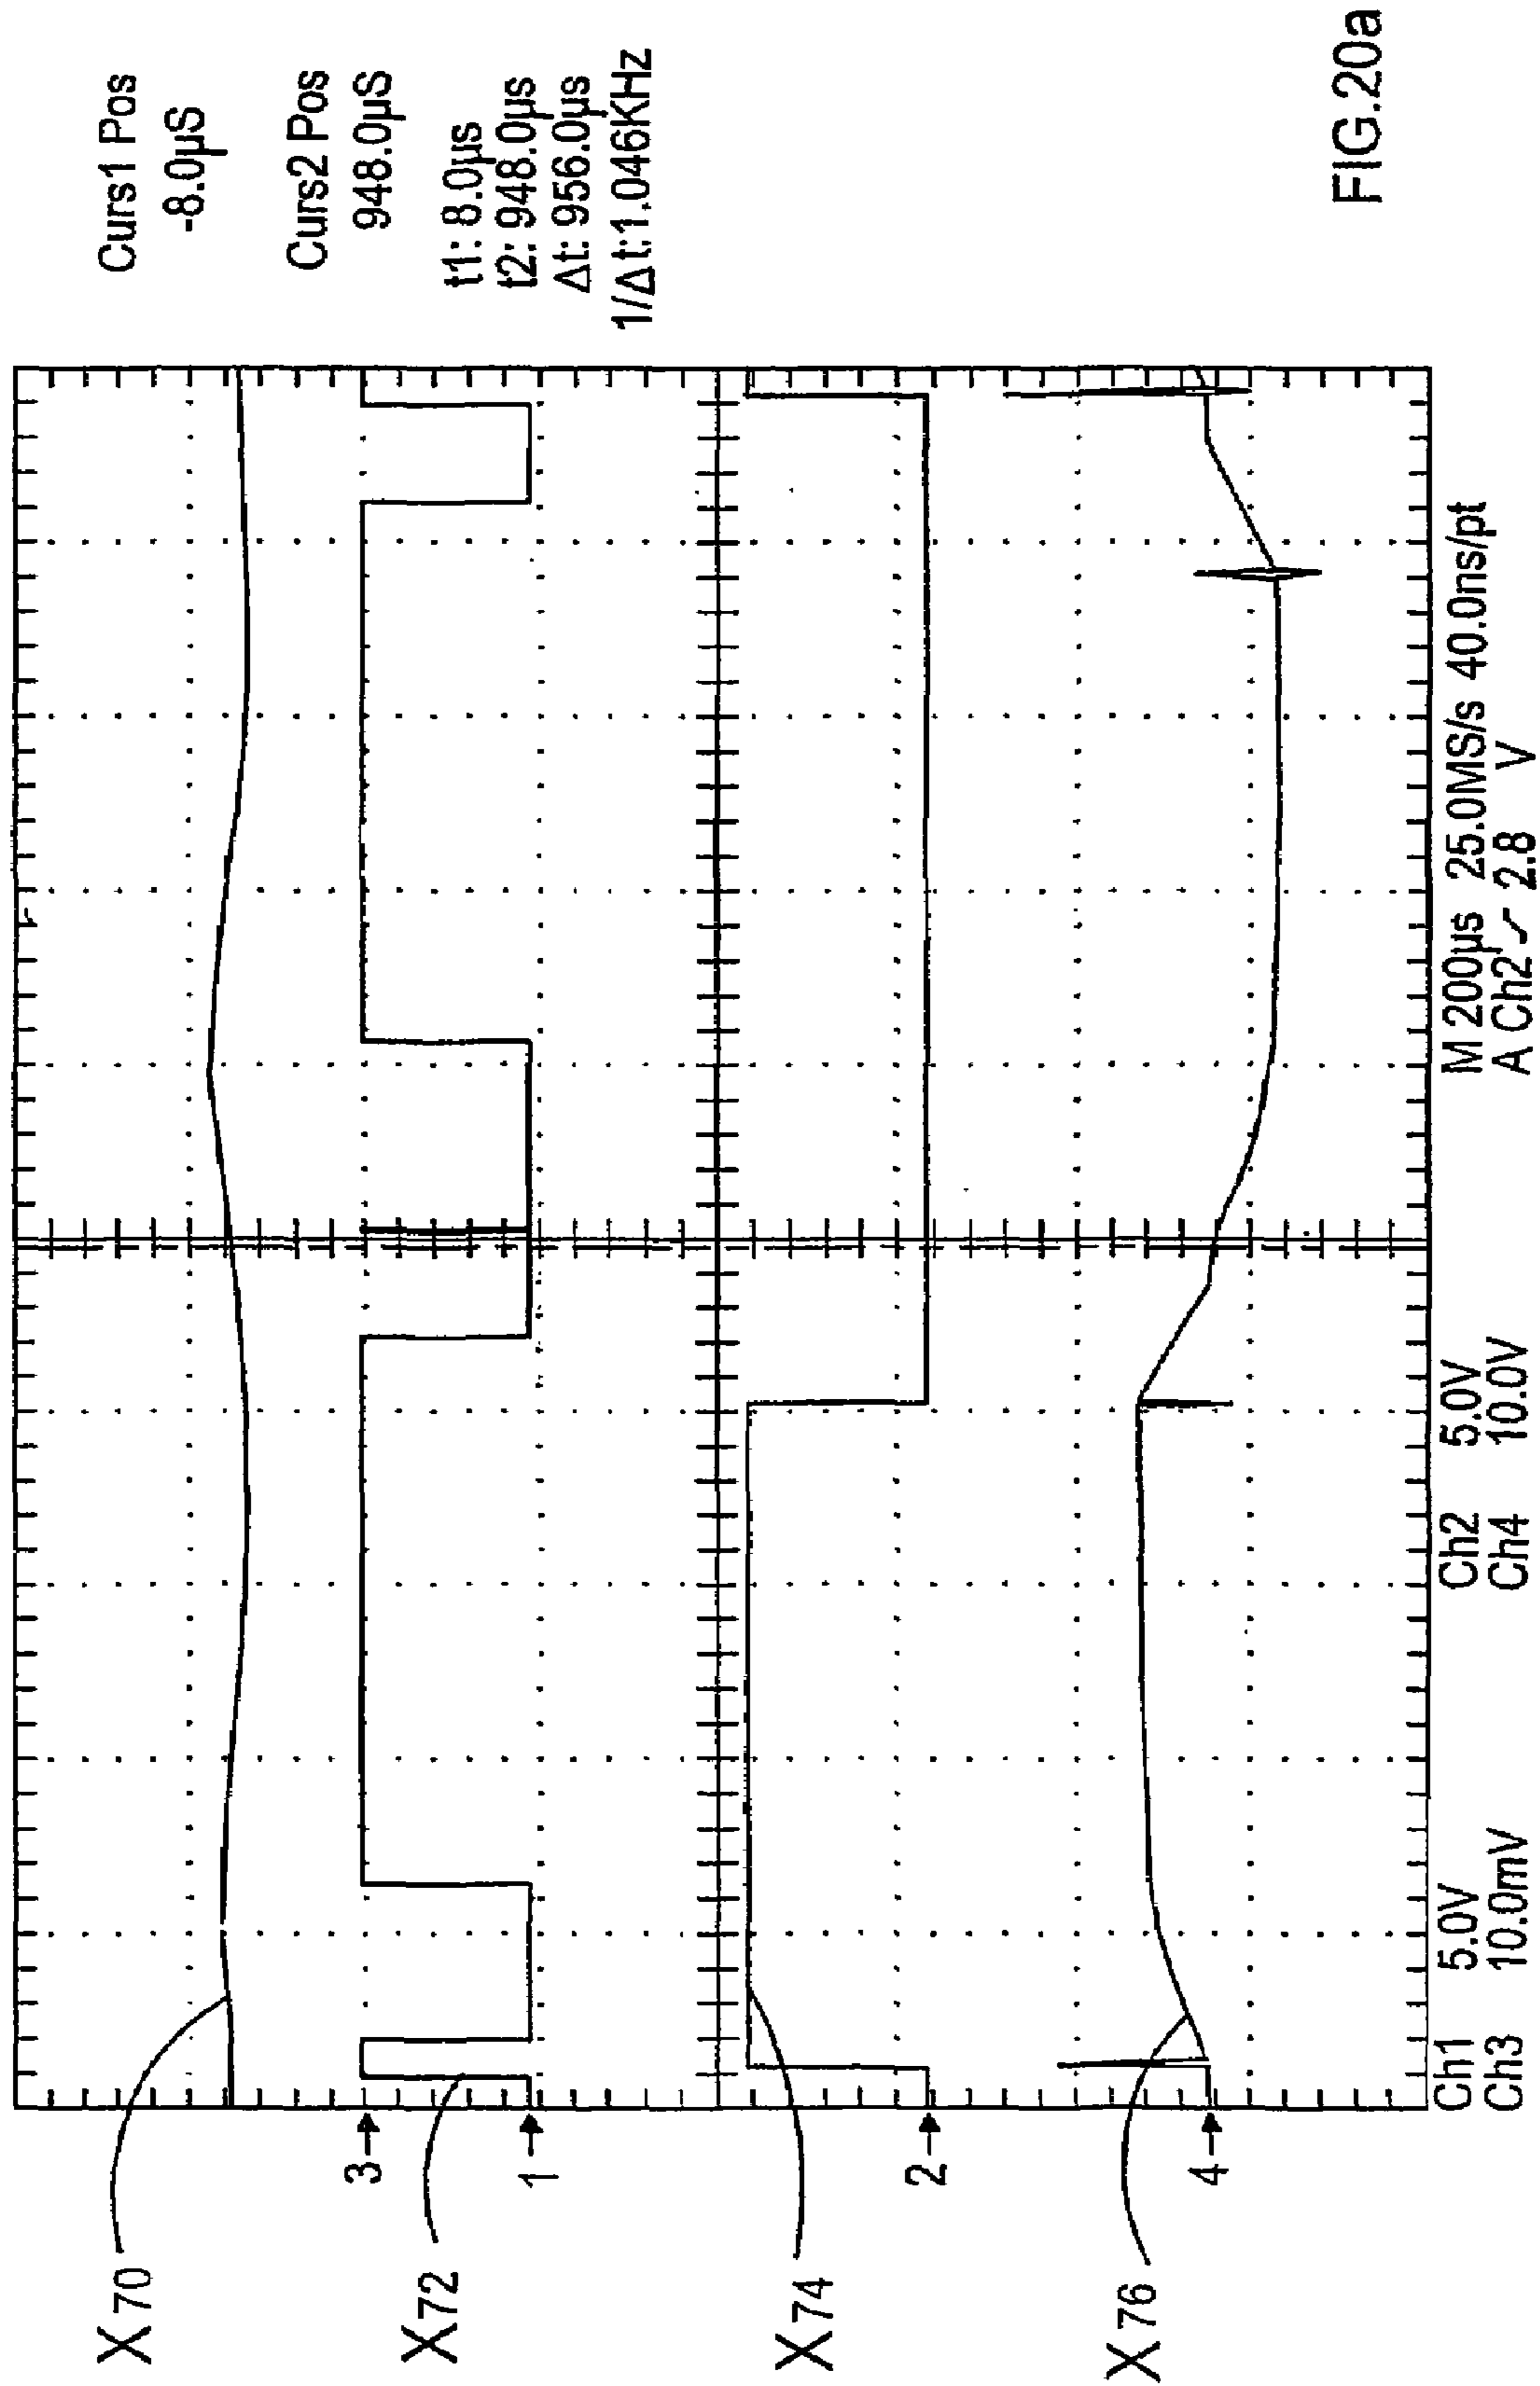 Curs1 Pos
-8.0µS
Curs2 Pos
948.0µS
t1: 8.0µs
t2: 948.0µs
Δt: 956.0µs
1/Δt:1.046KHz
X 70
3
X72
1
X74
2
X76
4
Ch1 5.0V Ch2 5.0V M 200µs 25.0MS/s 40.0ns/pt
Ch3 10.0mV Ch4 10.0V A Ch2 2.8 V
FIG.20a